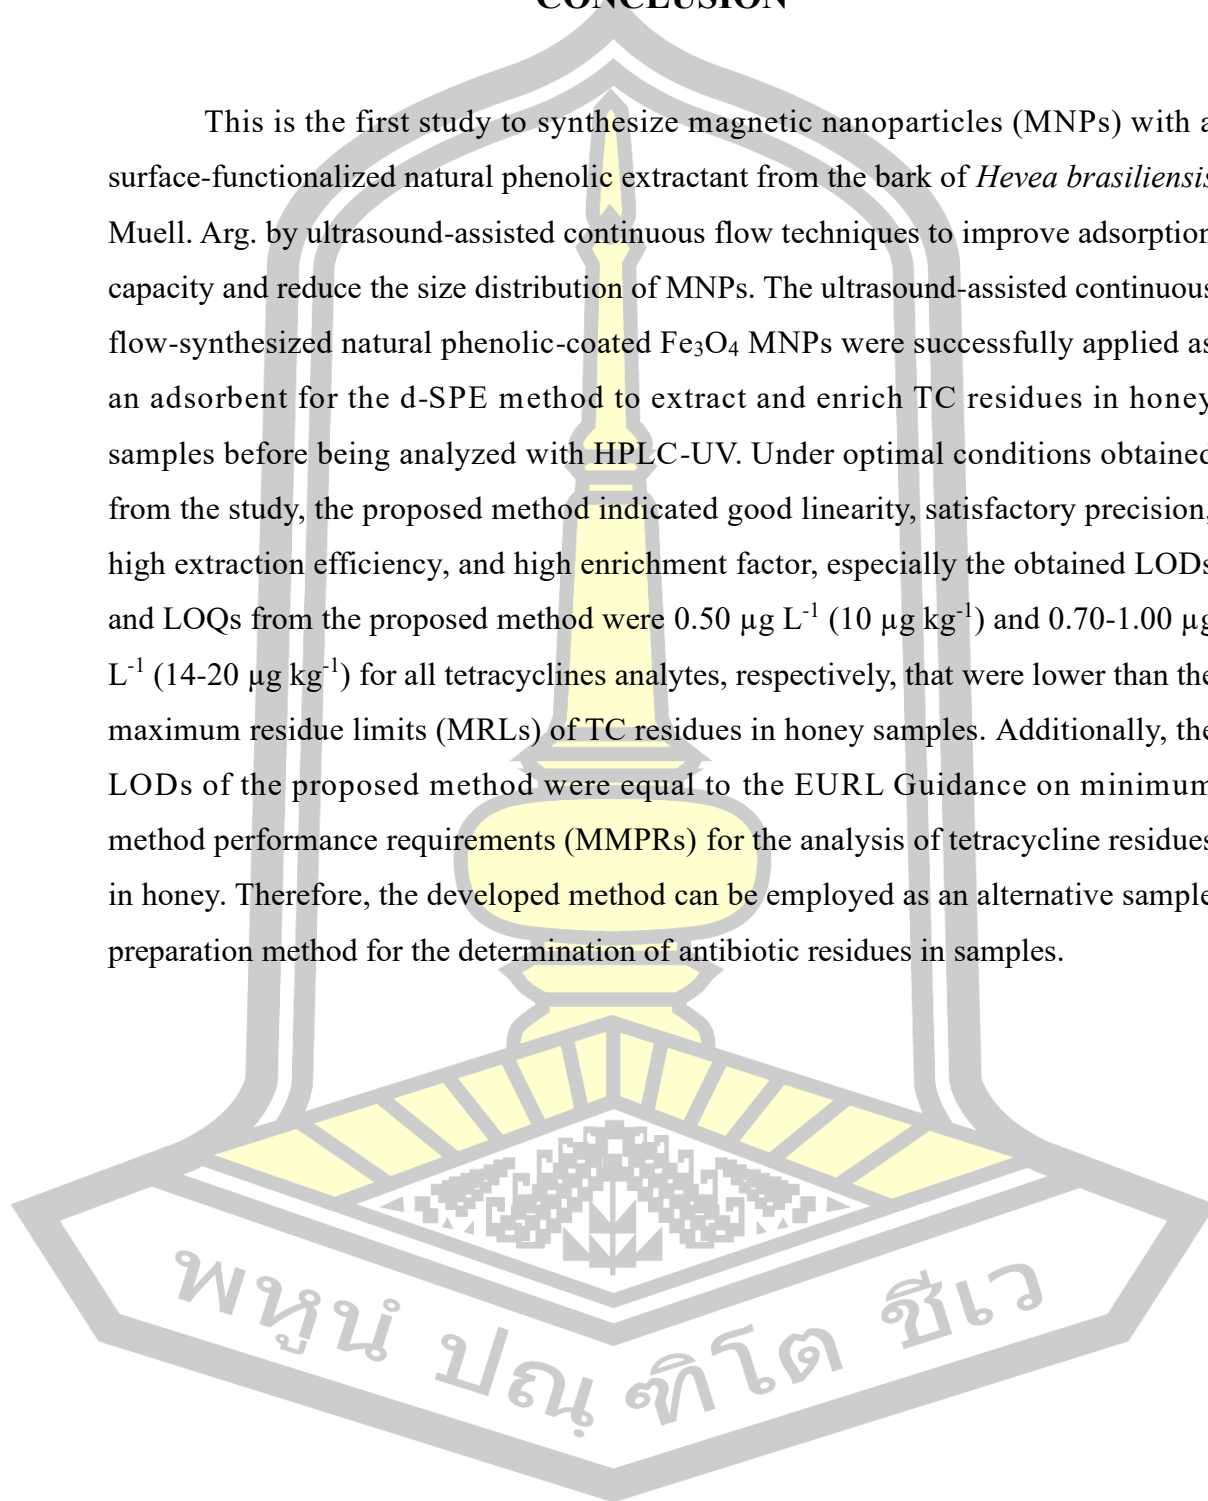 CONCLUSION
This is the first study to synthesize magnetic nanoparticles (MNPs) with a
surface-functionalized natural phenolic extractant from the bark of Hevea brasiliensis
Muell. Arg. by ultrasound-assisted continuous flow techniques to improve adsorption
capacity and reduce the size distribution of MNPs. The ultrasound-assisted continuous
flow-synthesized natural phenolic-coated Fe₃O₄ MNPs were successfully applied as
an adsorbent for the d-SPE method to extract and enrich TC residues in honey
samples before being analyzed with HPLC-UV. Under optimal conditions obtained
from the study, the proposed method indicated good linearity, satisfactory precision,
high extraction efficiency, and high enrichment factor, especially the obtained LODs
and LOQs from the proposed method were 0.50 µg L⁻¹ (10 µg kg⁻¹) and 0.70-1.00 µg
L⁻¹ (14-20 µg kg⁻¹) for all tetracyclines analytes, respectively, that were lower than the
maximum residue limits (MRLs) of TC residues in honey samples. Additionally, the
LODs of the proposed method were equal to the EURL Guidance on minimum
method performance requirements (MMPRs) for the analysis of tetracycline residues
in honey. Therefore, the developed method can be employed as an alternative sample
preparation method for the determination of antibiotic residues in samples.
พหูนํ ปณฺ ฑิโต ชีเว